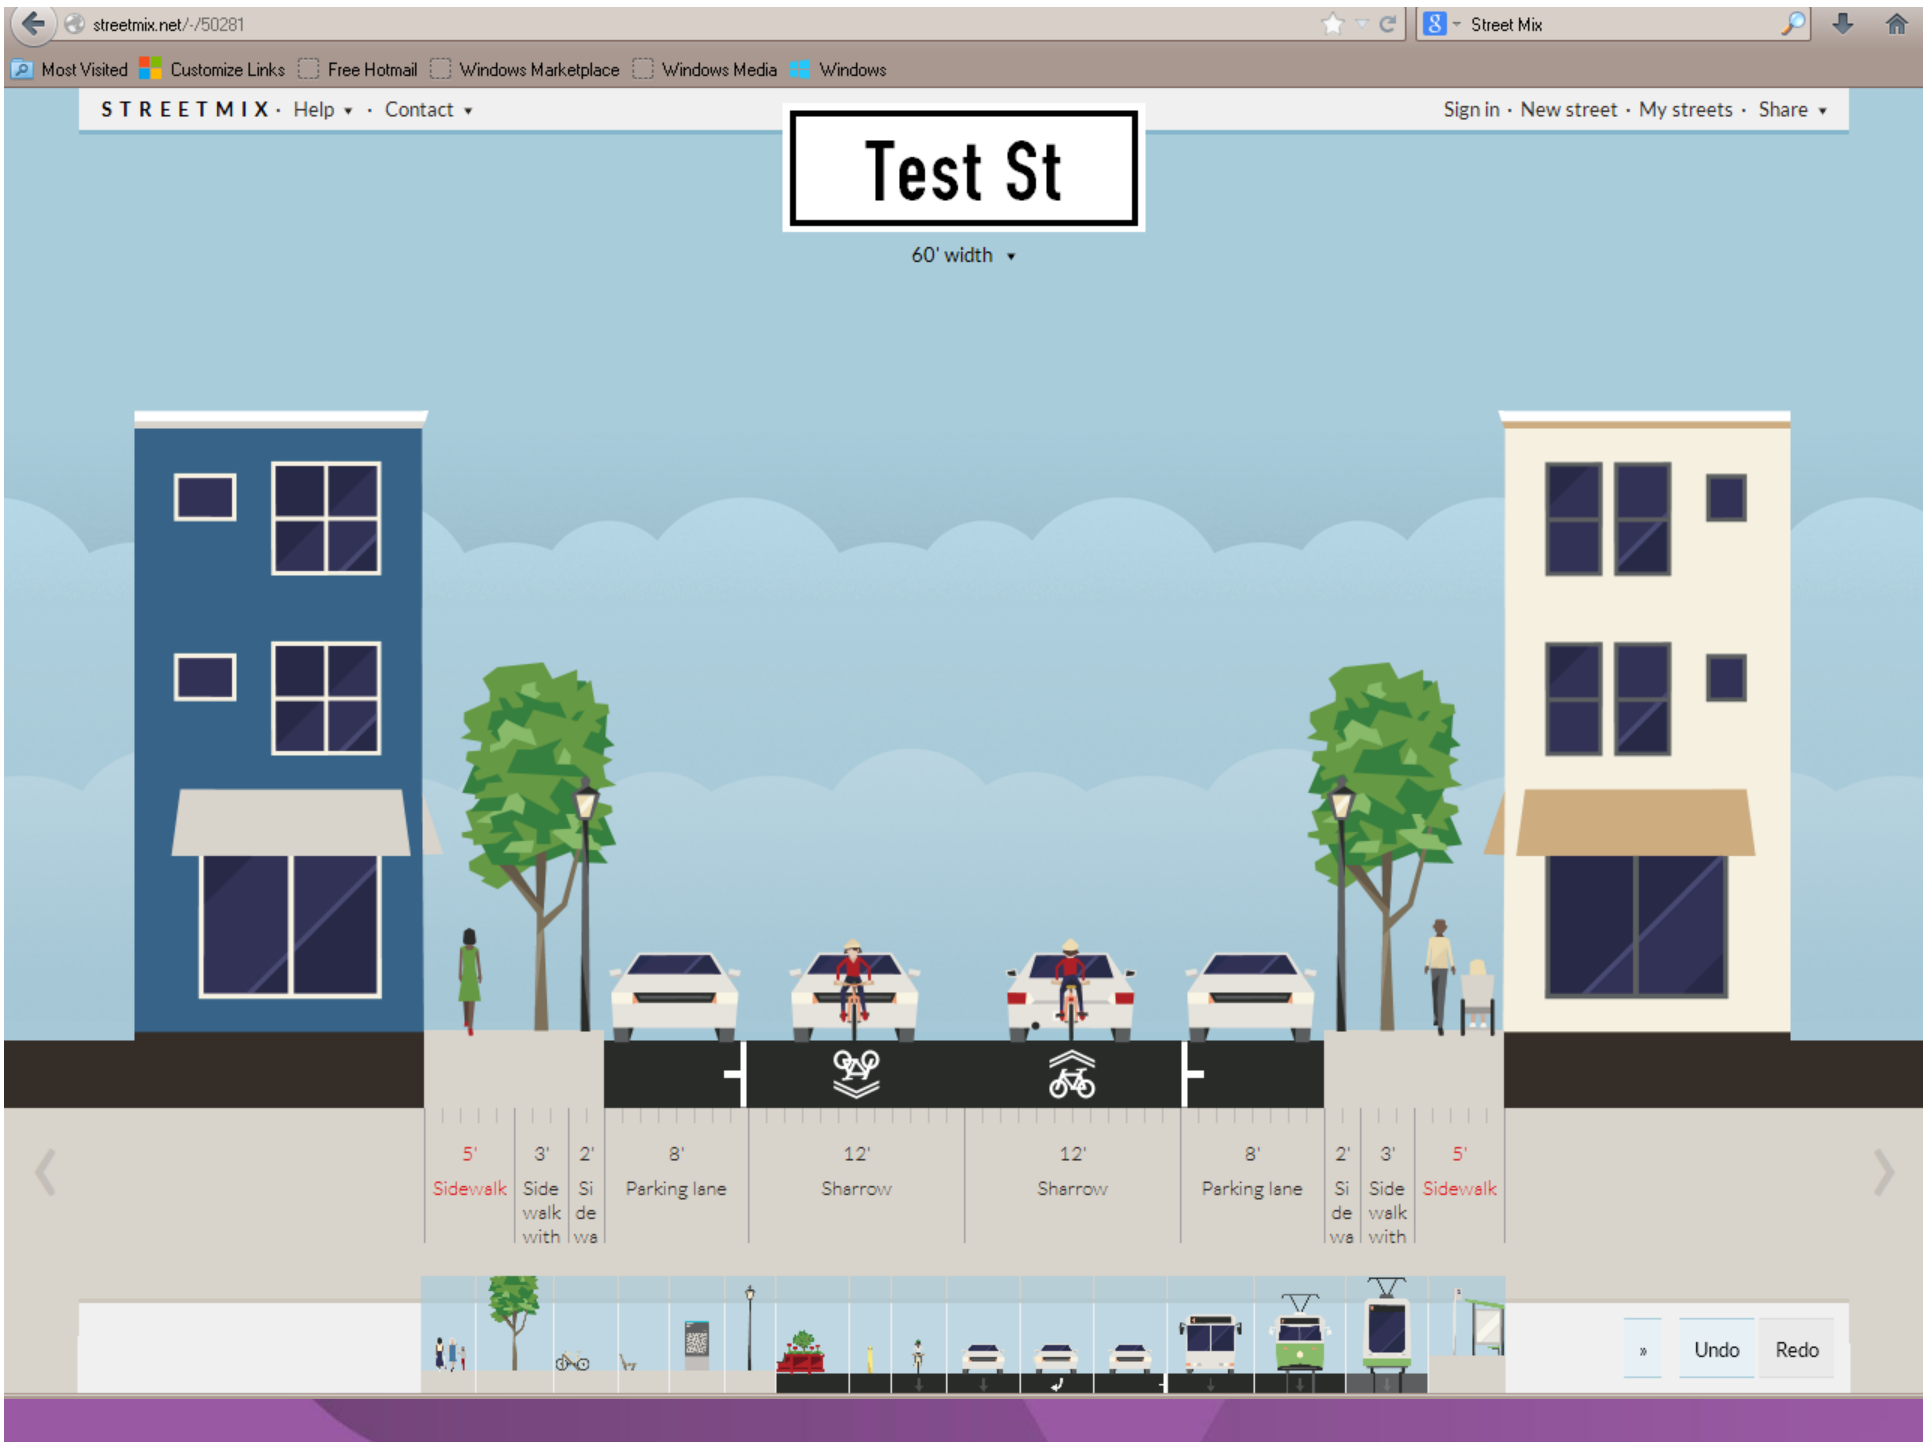 streetmix.net/-/50281
8 Street Mix
Most Visited Customize Links Free Hotmail Windows Marketplace Windows Media Windows
STREETMIX · Help ▾ · Contact ▾
Sign in · New street · My streets · Share ▾
Test St
60' width ▾
5' 3' 2' 8' 12' 12' 8' 2' 3' 5'
Sidewalk Side Si Parking lane Sharrow Sharrow Parking lane Si Side Sidewalk
walk de de walk
with wa wa with
» Undo Redo